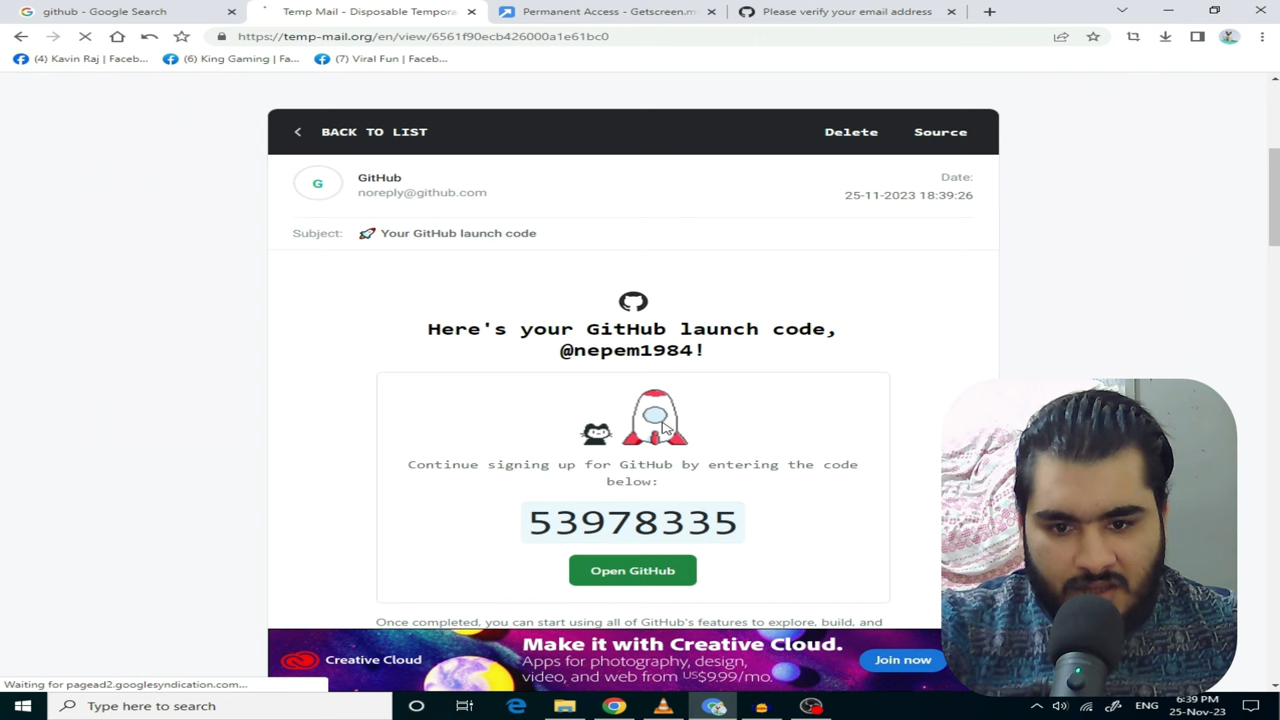 github - Google Search
Temp Mail - Disposable Tempora
Permanent Access - Getscreen.m
Please verify your email address
https://temp-mail.org/en/view/6561f90ecb426000a1e61bc0
(4) Kavin Raj | Faceb...
(6) King Gaming | Fa...
(7) Viral Fun | Faceb...
BACK TO LIST
Delete
Source
G
GitHub
noreply@github.com
Date:
25-11-2023 18:39:26
Subject:
Your GitHub launch code
Here's your GitHub launch code,
@nepem1984!
Continue signing up for GitHub by entering the code
below:
53978335
Open GitHub
Once completed, you can start using all of GitHub's features to explore, build, and
Creative Cloud
Make it with Creative Cloud.
Apps for photography, design,
video, and web from US$9.99/mo.
Join now
Waiting for pagead2.googlesyndication.com...
Type here to search
ENG
6:39 PM
25-Nov-23